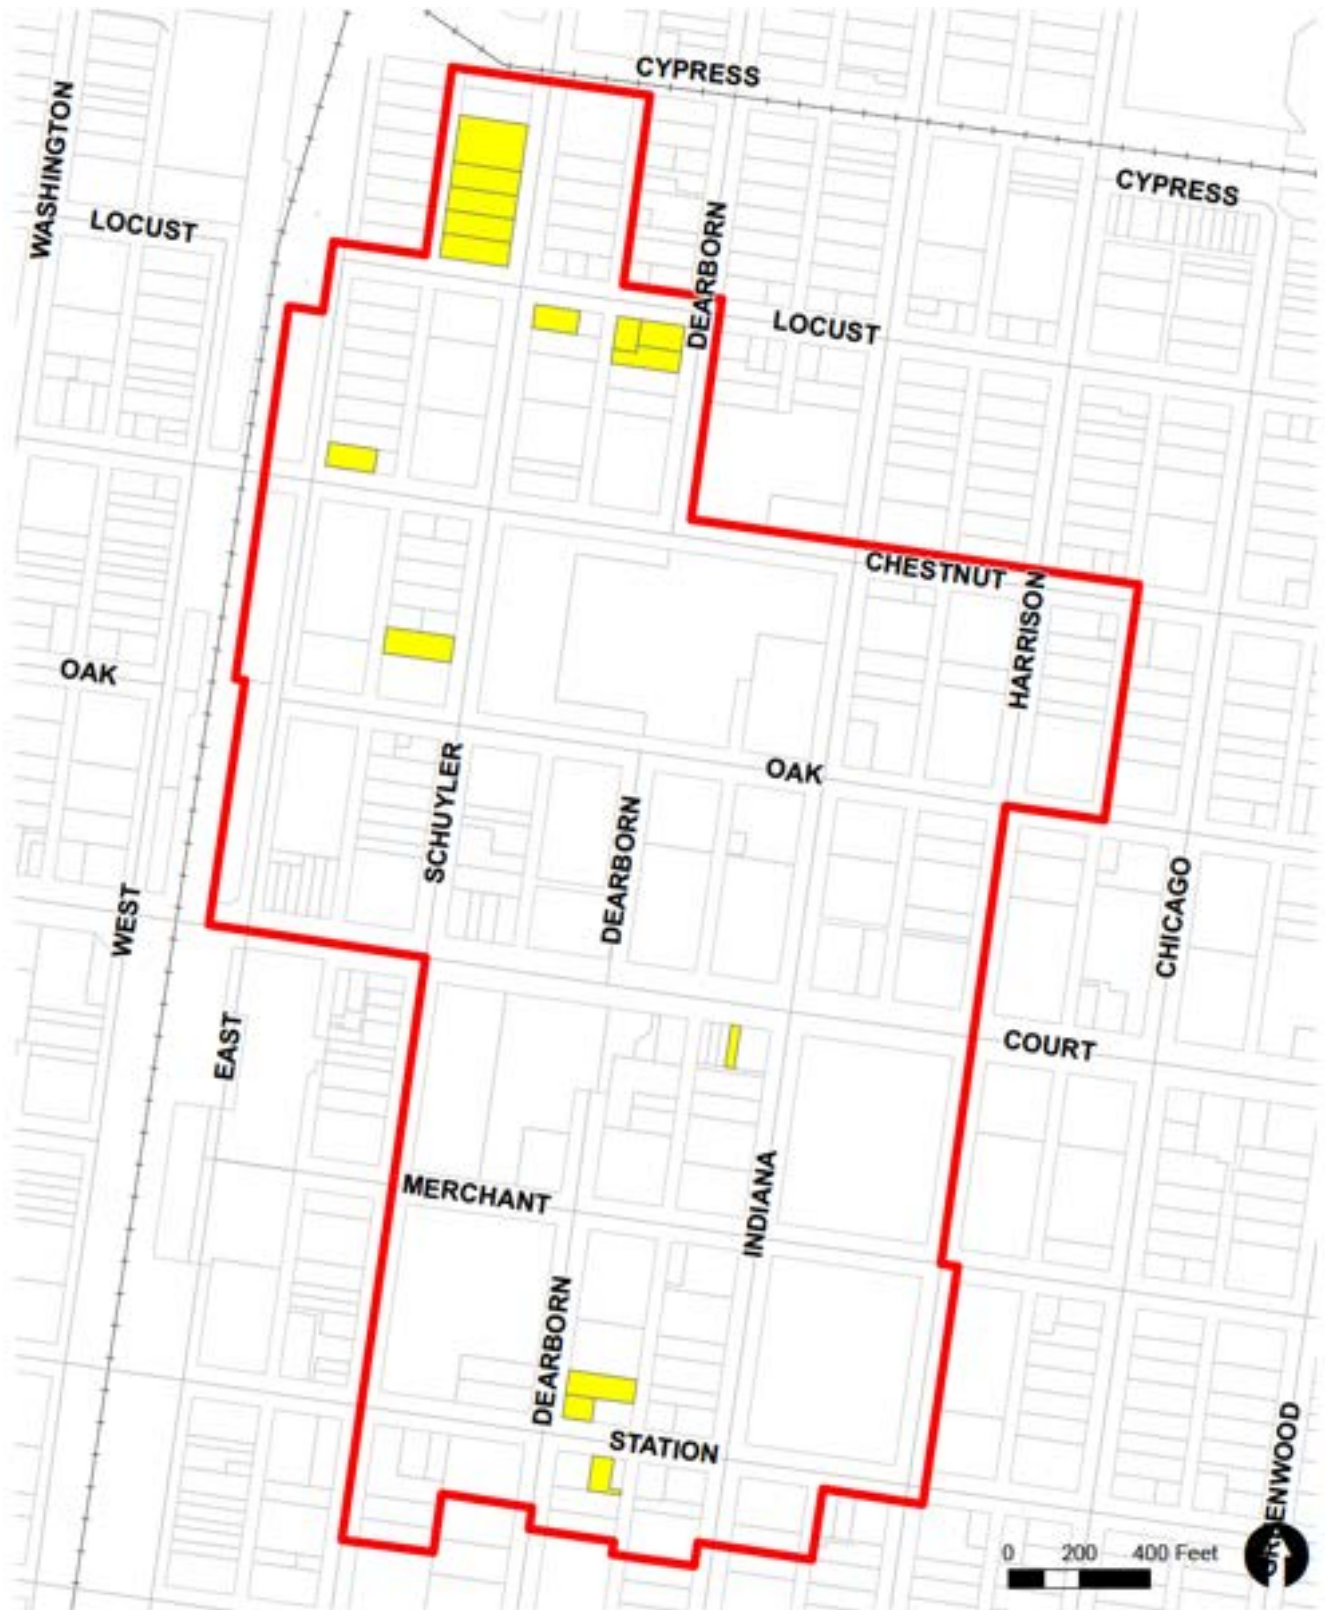 CYPRESS
WASHINGTON
CYPRESS
LOCUST
DEARBORN
LOCUST
CHESTNUT
HARRISON
OAK
OAK
SCHUYLER
DEARBORN
WEST
CHICAGO
EAST
COURT
MERCHANT
INDIANA
DEARBORN
STATION
GREENWOOD
0 200 400 Feet